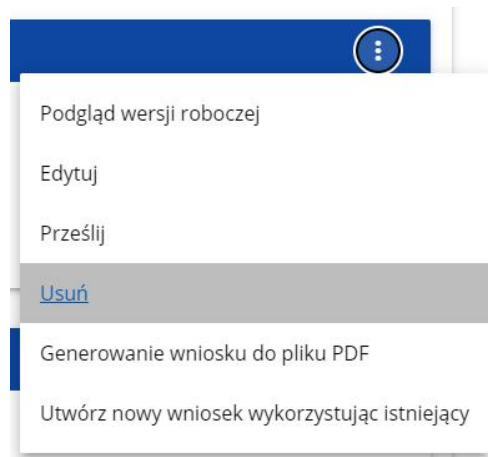 Podgląd wersji roboczej
Edytuj
Prześlij
Usuń
Generowanie wniosku do pliku PDF
Utwórz nowy wniosek wykorzystując istniejący